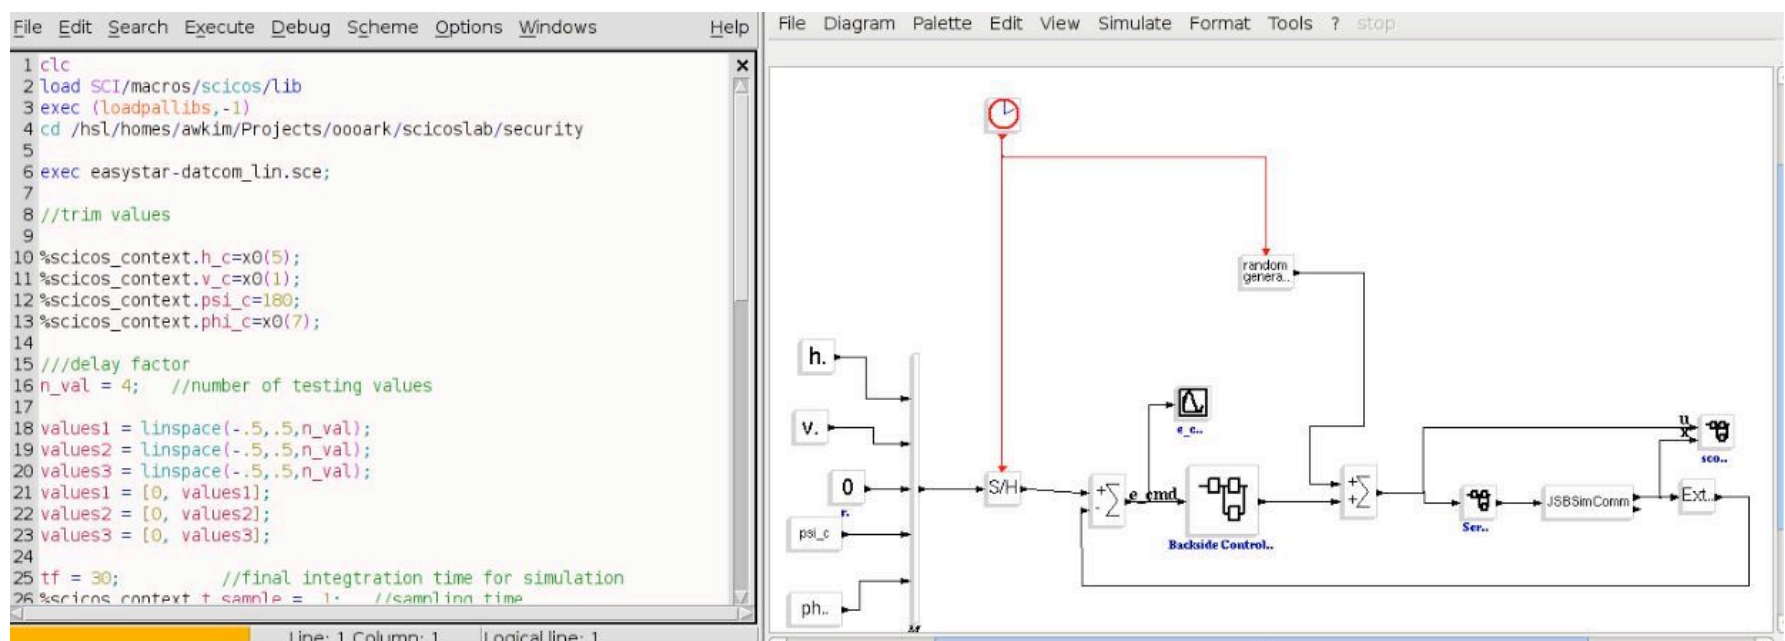 File Edit Search Execute Debug Scheme Options Windows Help
1 clc
2 load SCI/macros/scicos/lib
3 exec (loadpallibs,-1)
4 cd /hsl/homes/awkim/Projects/oooark/scicoslab/security
5
6 exec easystar-datcom_lin.sce;
7
8 //trim values
9
10 %scicos_context.h_c=x0(5);
11 %scicos_context.v_c=x0(1);
12 %scicos_context.psi_c=180;
13 %scicos_context.phi_c=x0(7);
14
15 ///delay factor
16 n_val = 4; //number of testing values
17
18 values1 = linspace(-.5,.5,n_val);
19 values2 = linspace(-.5,.5,n_val);
20 values3 = linspace(-.5,.5,n_val);
21 values1 = [0, values1];
22 values2 = [0, values2];
23 values3 = [0, values3];
24
25 tf = 30; //final integtration time for simulation
26 %scicos_context.t_sample = .1; //sampling time
Line: 1 Column: 1 Logical line: 1
File Diagram Palette Edit View Simulate Format Tools ? stop
random
genera..
h.
v.
0
r.
psi_c
ph..
M
S/H
+
-
Σ
e_cmd
e_c..
Backside Control..
+
+
Σ
Ser..
JSBSimComm
Ext..
u
x
sco..